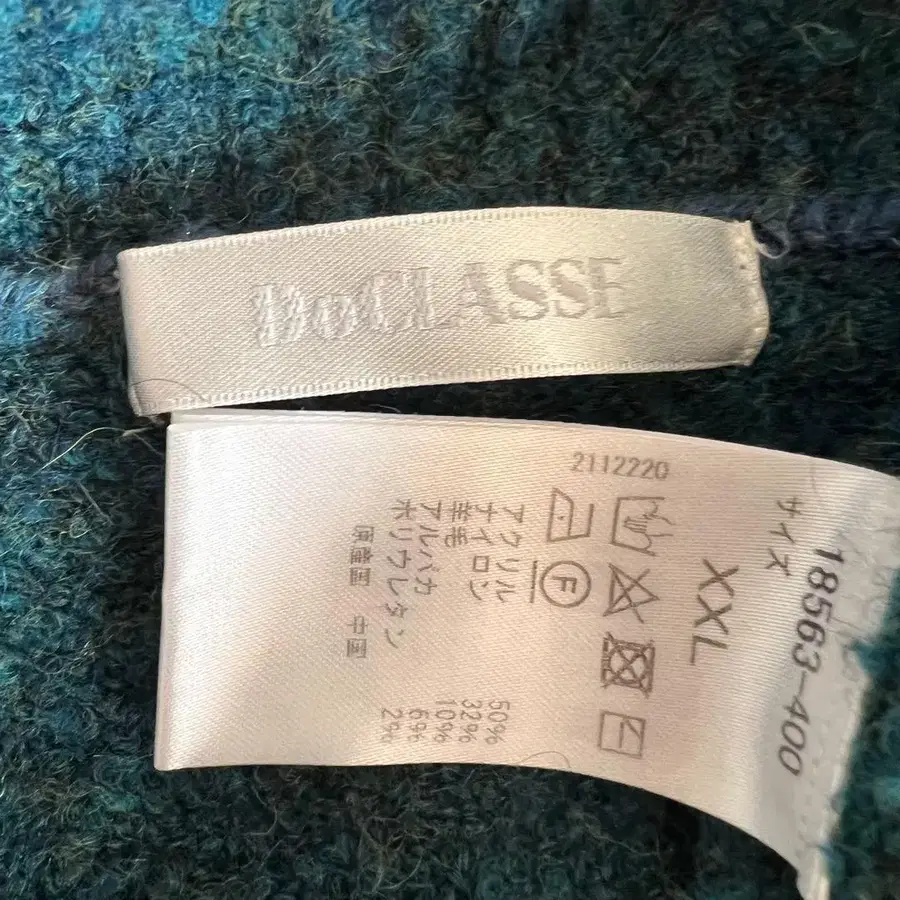 DoCLASSE
18563-400
サイズ
XXL
F
アクリル 50%
ナイロン 32%
羊毛 10%
アルパカ 6%
ポリウレタン 2%
原産国 中国
2112220